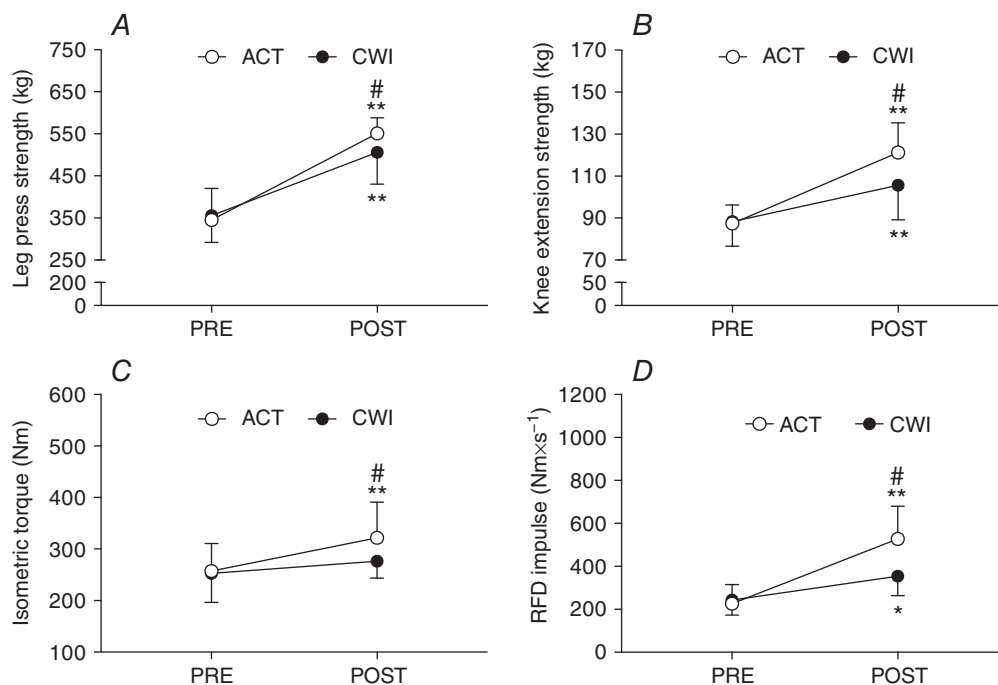 A
Leg press strength (kg)
750
650
550
450
350
250
200
0
ACT
CWI
#
**
**
PRE
POST
B
Knee extension strength (kg)
170
150
130
110
90
70
50
0
ACT
CWI
#
**
**
PRE
POST
C
Isometric torque (Nm)
600
500
400
300
200
100
ACT
CWI
#
**
PRE
POST
D
RFD impulse (Nm×s⁻¹)
1200
1000
800
600
400
200
0
ACT
CWI
#
**
*
PRE
POST